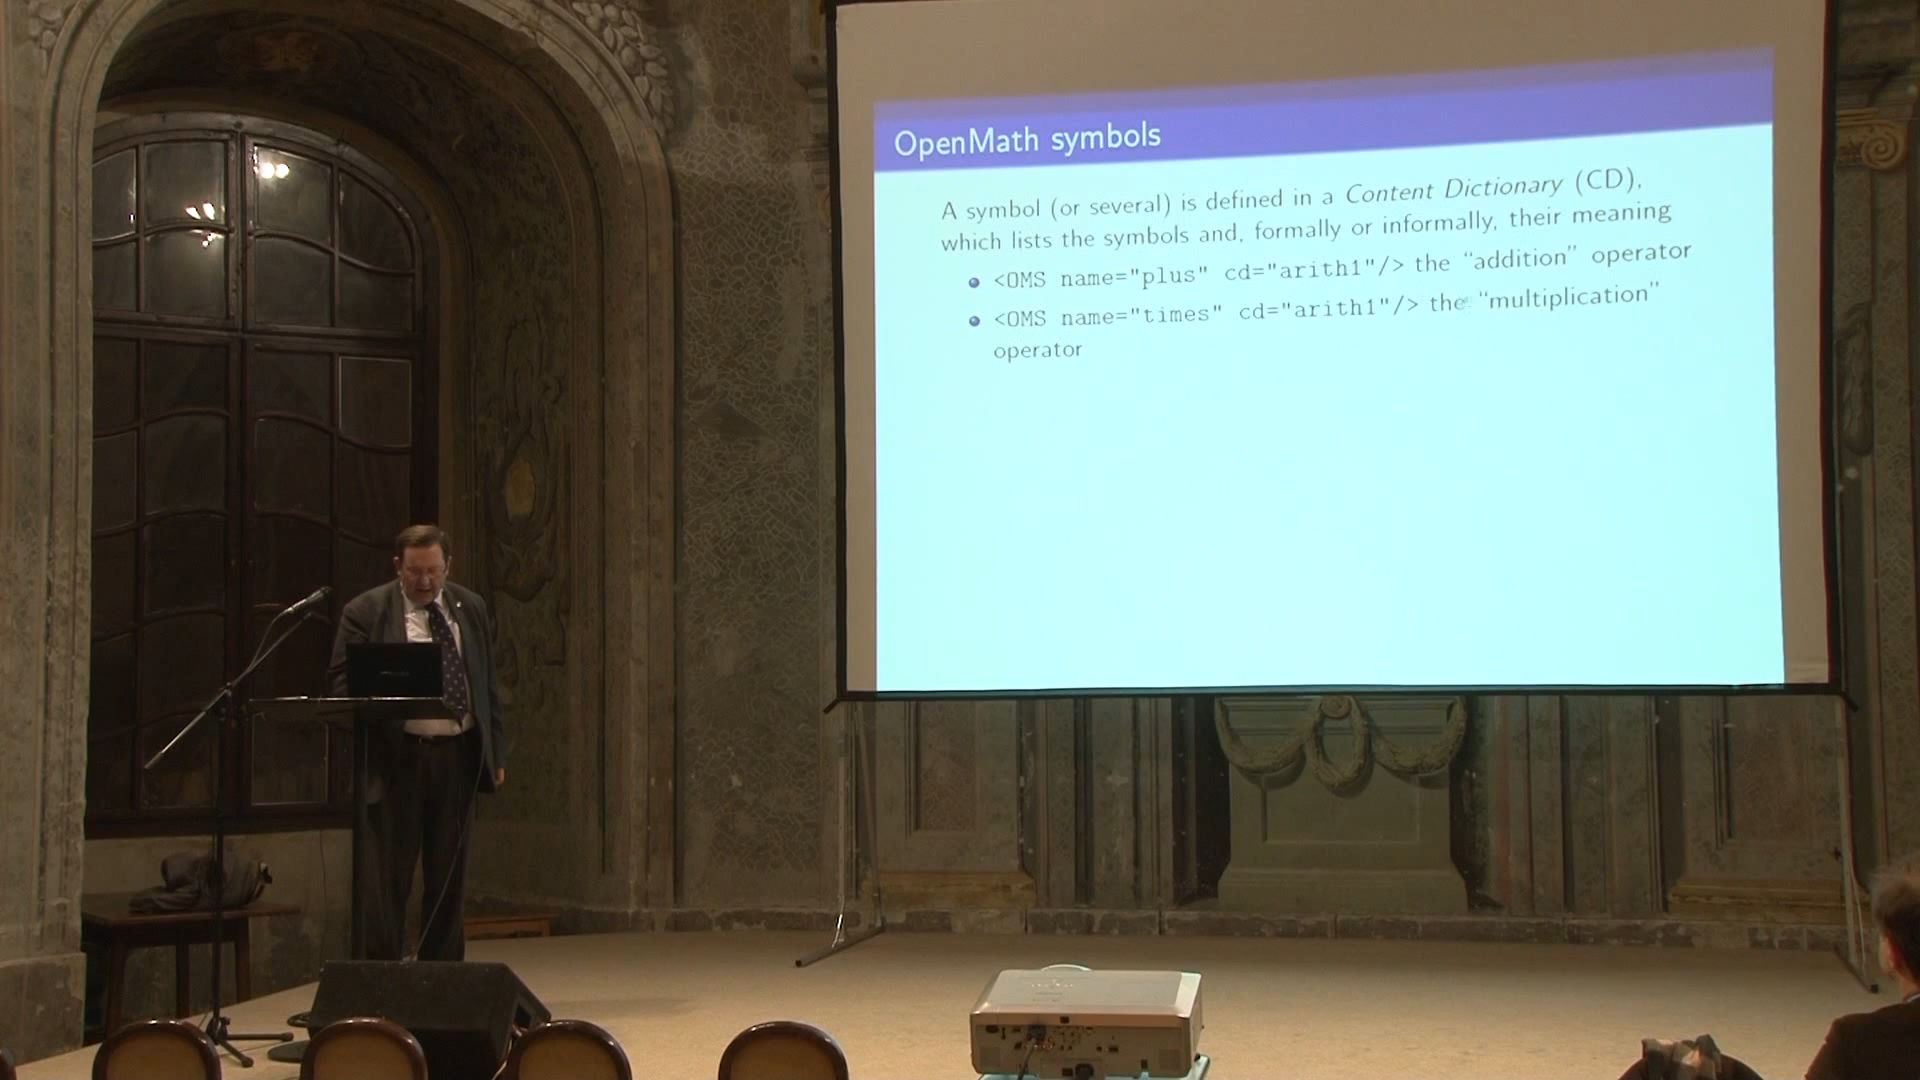 OpenMath symbols
A symbol (or several) is defined in a Content Dictionary (CD),
which lists the symbols and, formally or informally, their meaning
<OMS name="plus" cd="arith1"/> the “addition” operator
<OMS name="times" cd="arith1"/> the “multiplication”
operator